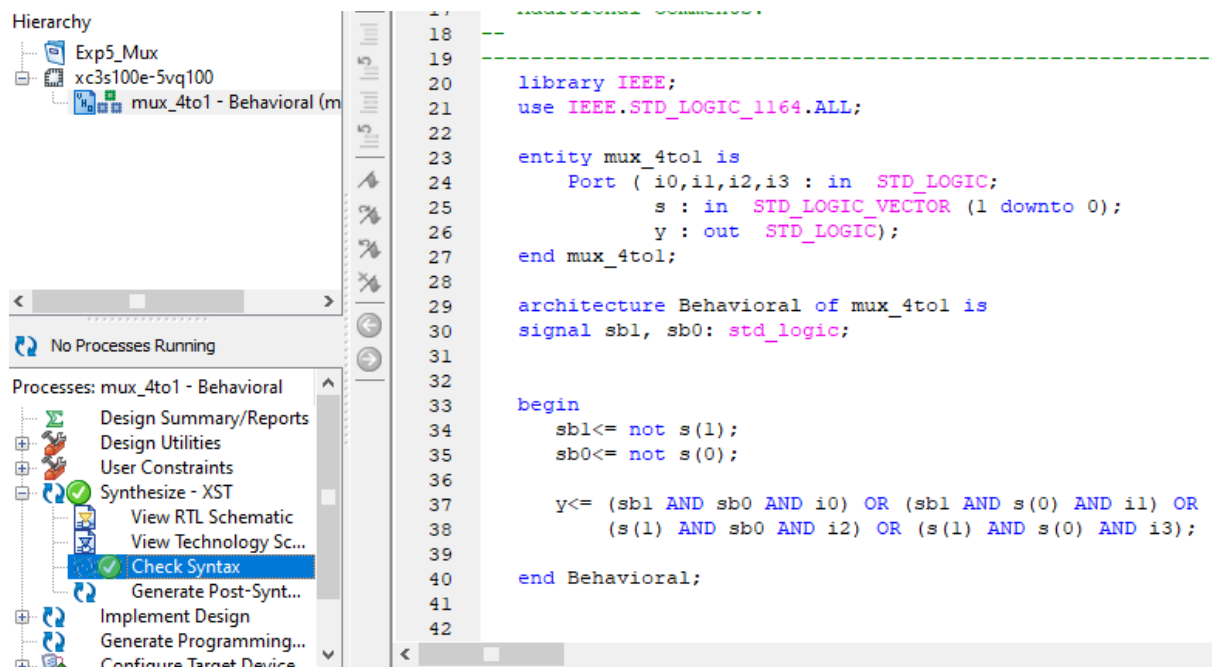 Hierarchy
Exp5_Mux
xc3s100e-5vq100
mux_4to1 - Behavioral (m
No Processes Running
Processes: mux_4to1 - Behavioral
Design Summary/Reports
Design Utilities
User Constraints
Synthesize - XST
View RTL Schematic
View Technology Sc...
Check Syntax
Generate Post-Synt...
Implement Design
Generate Programming...
Configure Target Device
17 -- Additional Comments:
18 --
19 ----------------------------------------------------------------------------------
20 library IEEE;
21 use IEEE.STD_LOGIC_1164.ALL;
22
23 entity mux_4to1 is
24 Port ( i0,i1,i2,i3 : in STD_LOGIC;
25 s : in STD_LOGIC_VECTOR (1 downto 0);
26 y : out STD_LOGIC);
27 end mux_4to1;
28
29 architecture Behavioral of mux_4to1 is
30 signal sb1, sb0: std_logic;
31
32
33 begin
34 sb1<= not s(1);
35 sb0<= not s(0);
36
37 y<= (sb1 AND sb0 AND i0) OR (sb1 AND s(0) AND i1) OR
38 (s(1) AND sb0 AND i2) OR (s(1) AND s(0) AND i3);
39
40 end Behavioral;
41
42